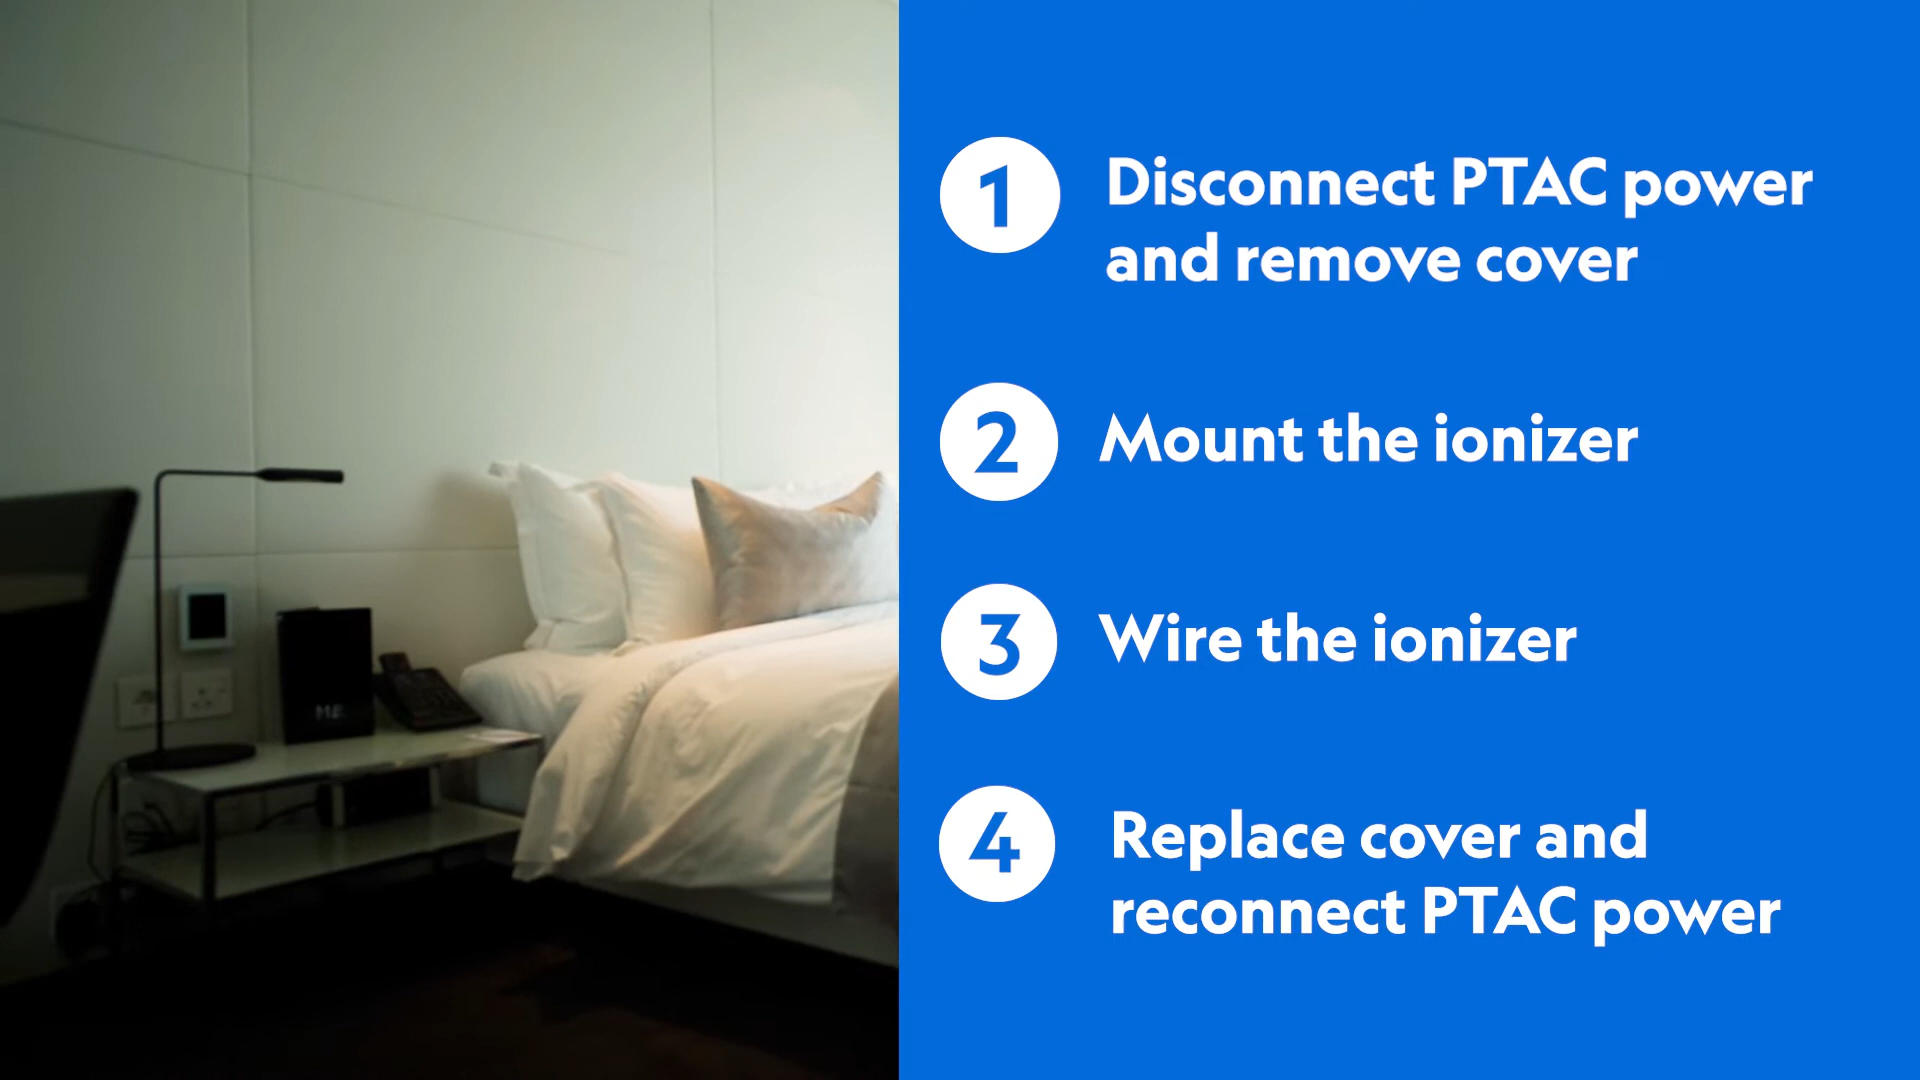 1
Disconnect PTAC power
and remove cover
2
Mount the ionizer
3
Wire the ionizer
4
Replace cover and
reconnect PTAC power